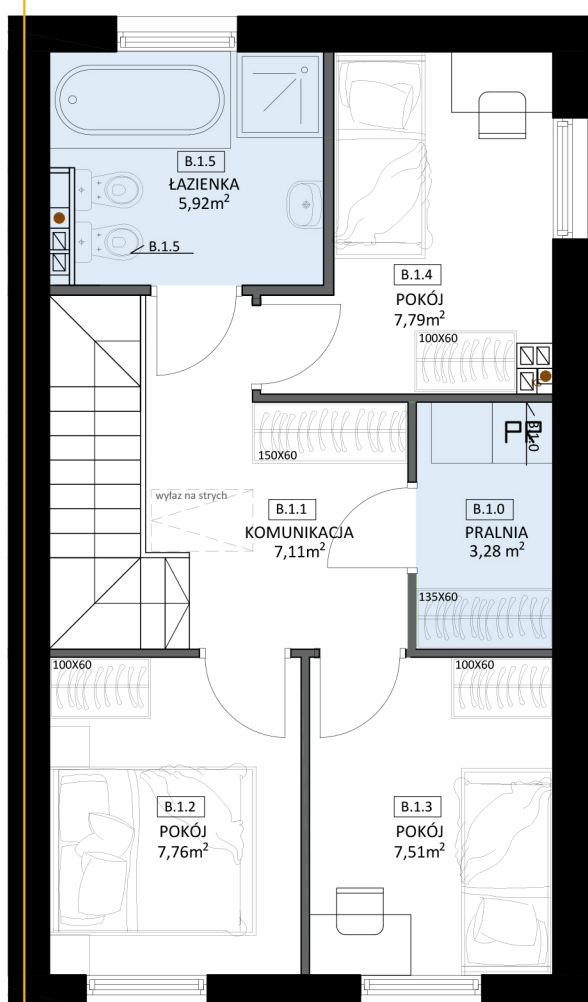 B.1.5
ŁAZIENKA
5,92m²
B.1.5
B.1.4
POKÓJ
7,79m²
100X60
PR
B.1.0
150X60
wyłaz na strych
B.1.1
KOMUNIKACJA
7,11m²
B.1.0
PRALNIA
3,28 m²
135X60
100X60
100X60
B.1.2
POKÓJ
7,76m²
B.1.3
POKÓJ
7,51m²